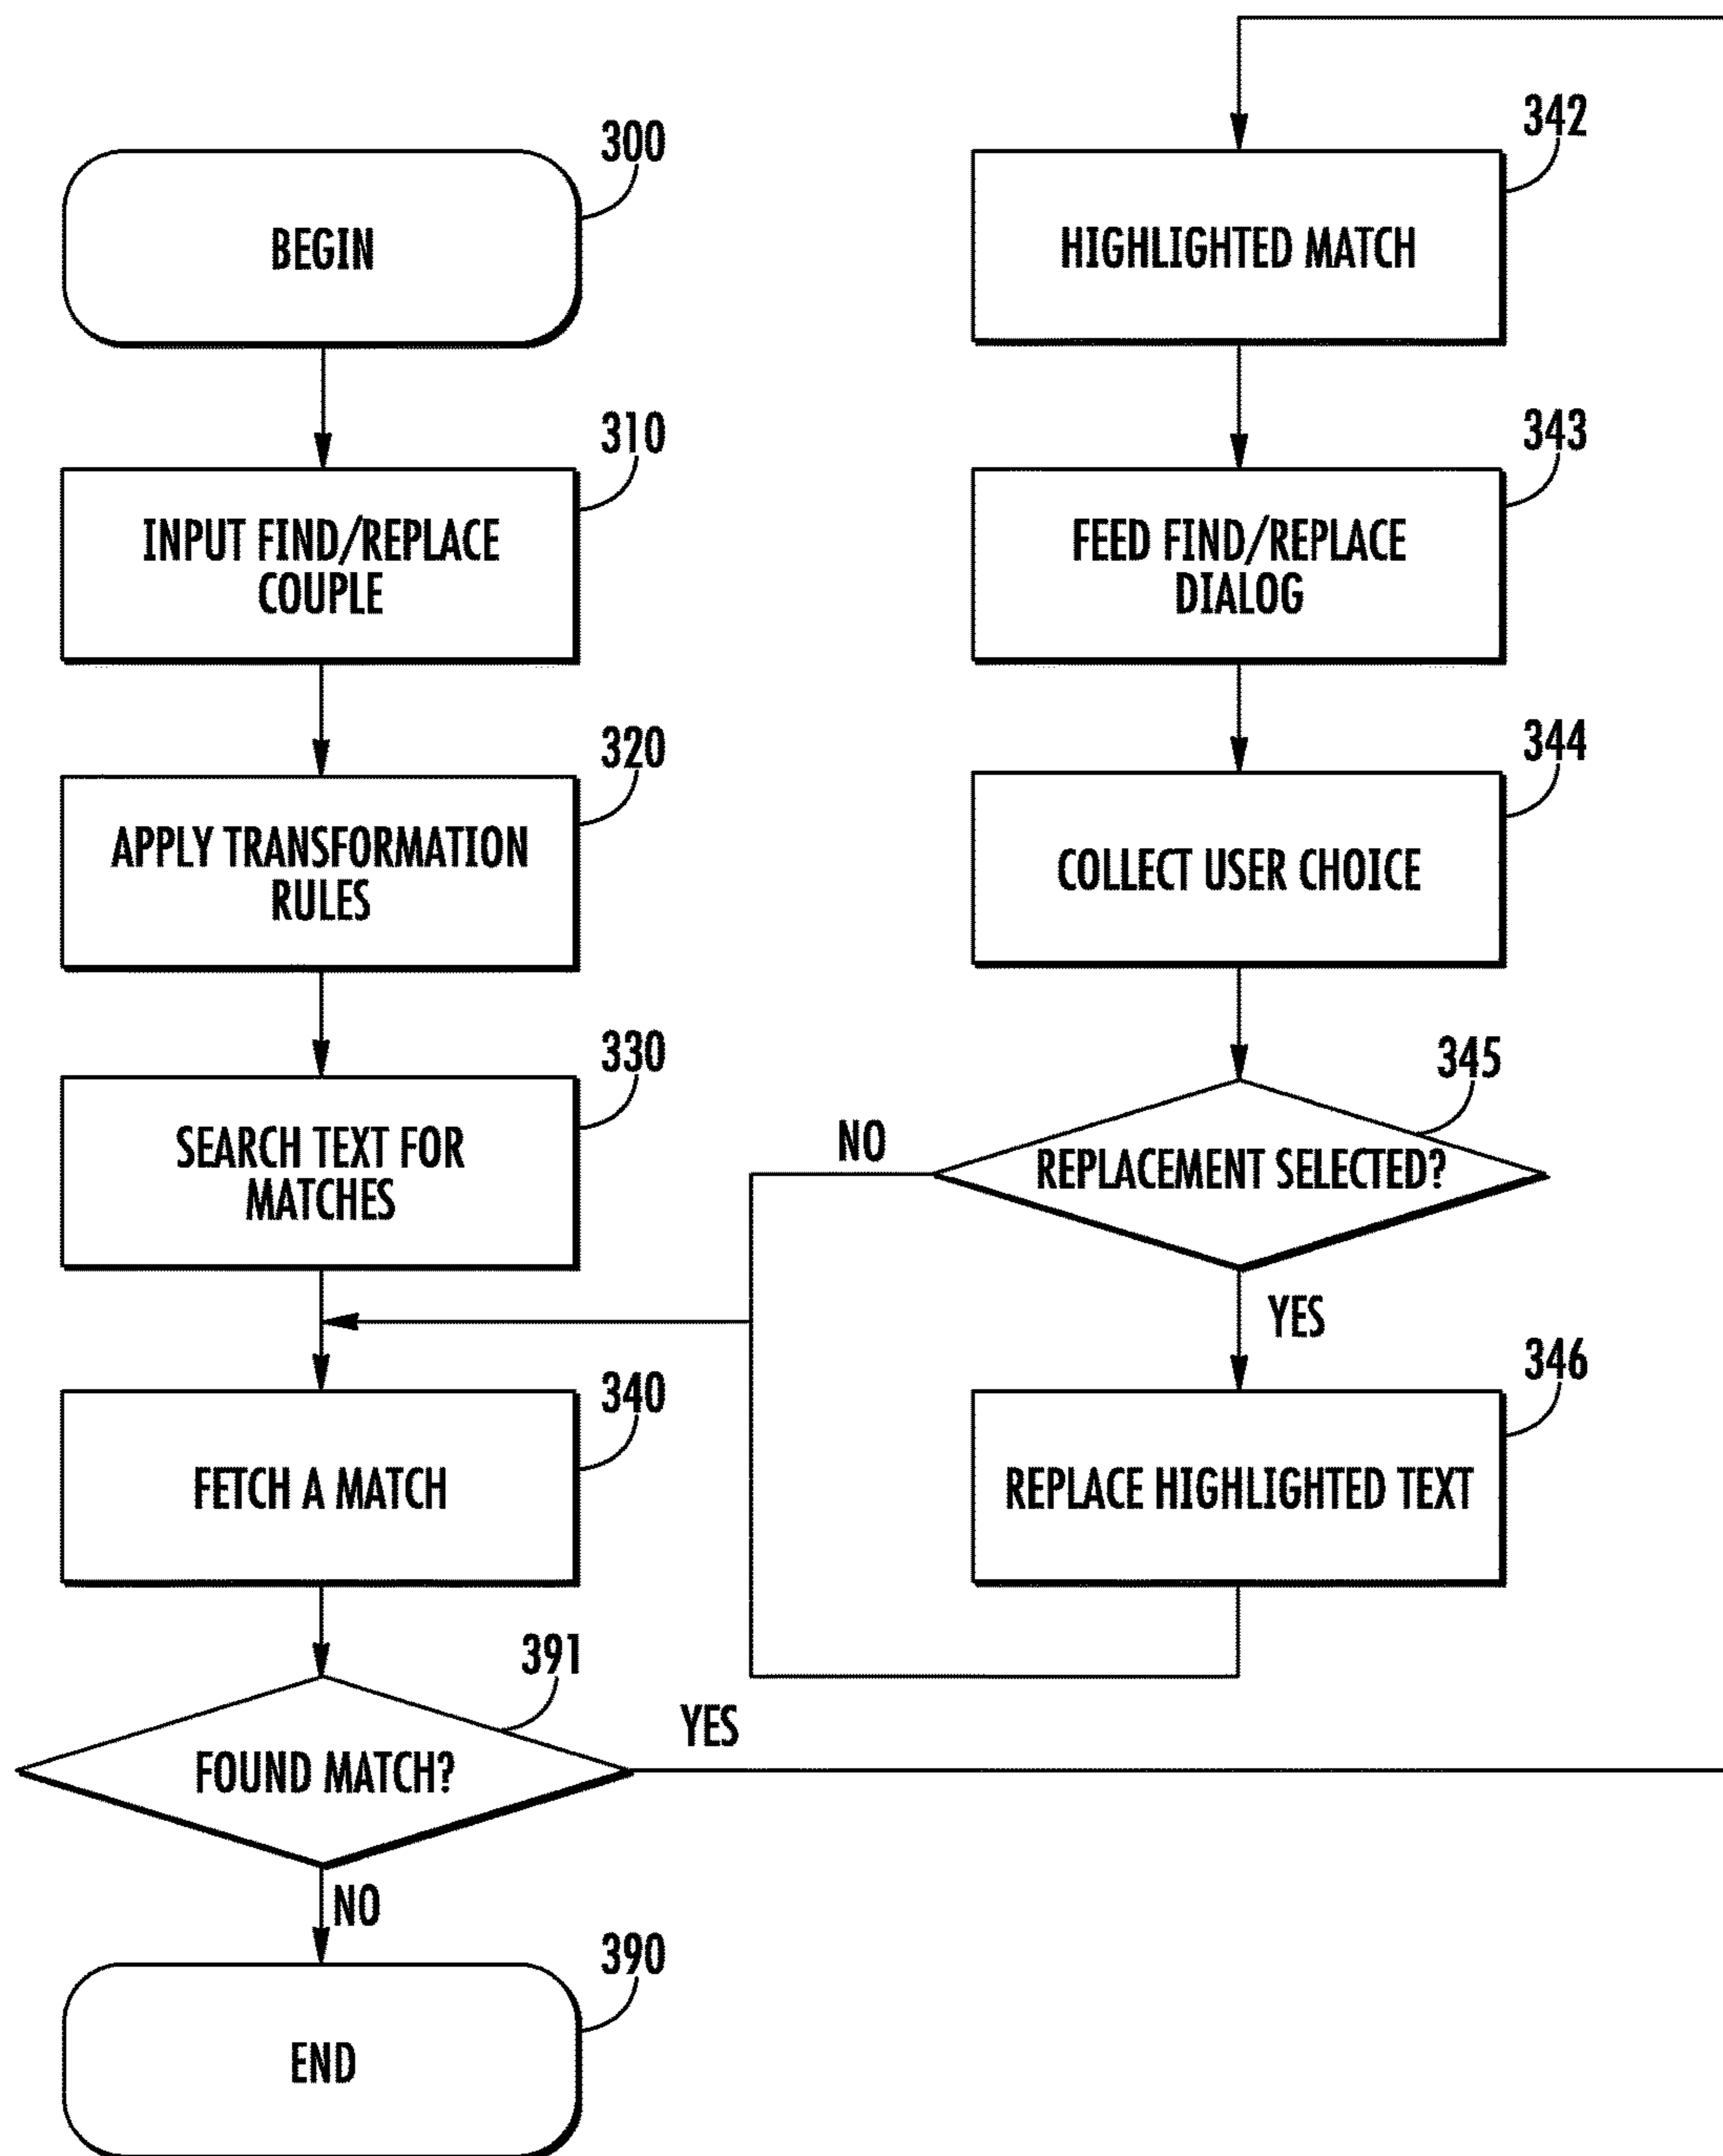 300
BEGIN
310
INPUT FIND/REPLACE
COUPLE
320
APPLY TRANSFORMATION
RULES
330
SEARCH TEXT FOR
MATCHES
340
FETCH A MATCH
391
FOUND MATCH?
YES
NO
390
END
342
HIGHLIGHTED MATCH
343
FEED FIND/REPLACE
DIALOG
344
COLLECT USER CHOICE
345
NO
REPLACEMENT SELECTED?
YES
346
REPLACE HIGHLIGHTED TEXT